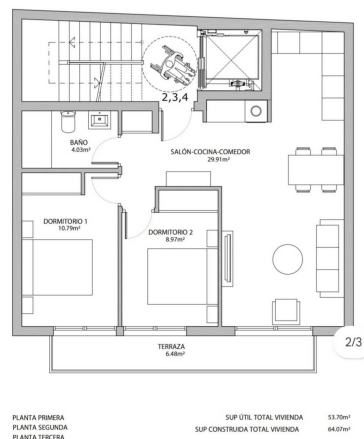 2,3,4
BAÑO
4.03m²
SALÓN-COCINA-COMEDOR
29.91m²
DORMITORIO 1
10.79m²
DORMITORIO 2
8.97m²
TERRAZA
6.48m²
2/3
PLANTA PRIMERA
PLANTA SEGUNDA
PLANTA TERCERA
SUP ÚTIL TOTAL VIVIENDA 53.70m²
SUP CONSTRUIDA TOTAL VIVIENDA 64.07m²